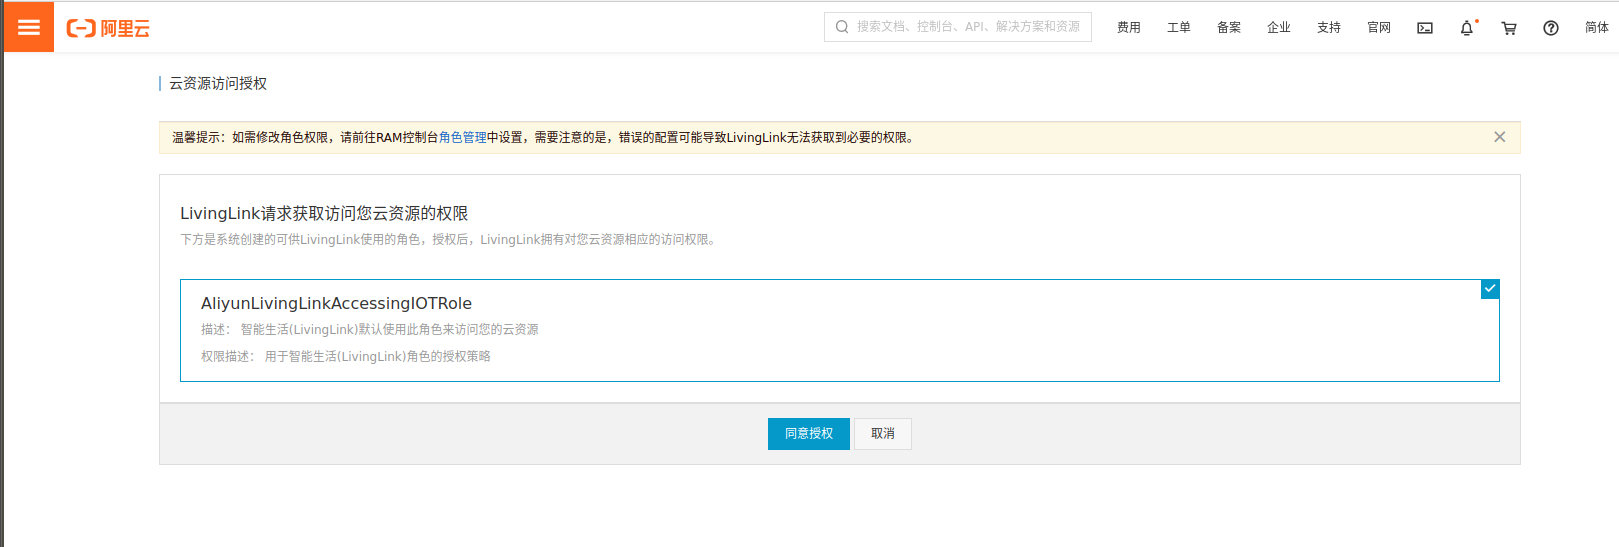 阿里云
搜索文档、控制台、API、解决方案和资源
费用 工单 备案 企业 支持 官网 简体
云资源访问授权
温馨提示：如需修改角色权限，请前往RAM控制台角色管理中设置，需要注意的是，错误的配置可能导致LivingLink无法获取到必要的权限。
LivingLink请求获取访问您云资源的权限
下方是系统创建的可供LivingLink使用的角色，授权后，LivingLink拥有对您云资源相应的访问权限。
AliyunLivingLinkAccessingIOTRole
描述： 智能生活(LivingLink)默认使用此角色来访问您的云资源
权限描述： 用于智能生活(LivingLink)角色的授权策略
同意授权 取消